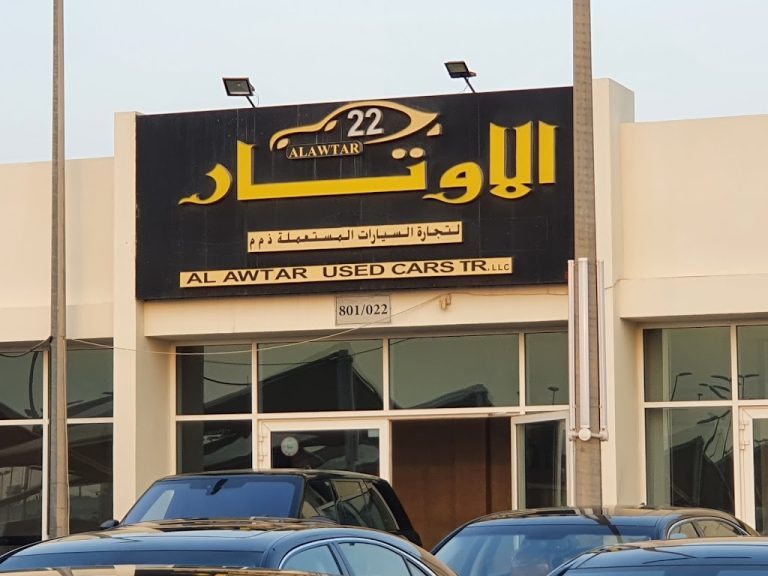 22
ALAWTAR
الاوتار
لتجارة السيارات المستعملة ذ م م
AL AWTAR USED CARS TR. LLC
801/022